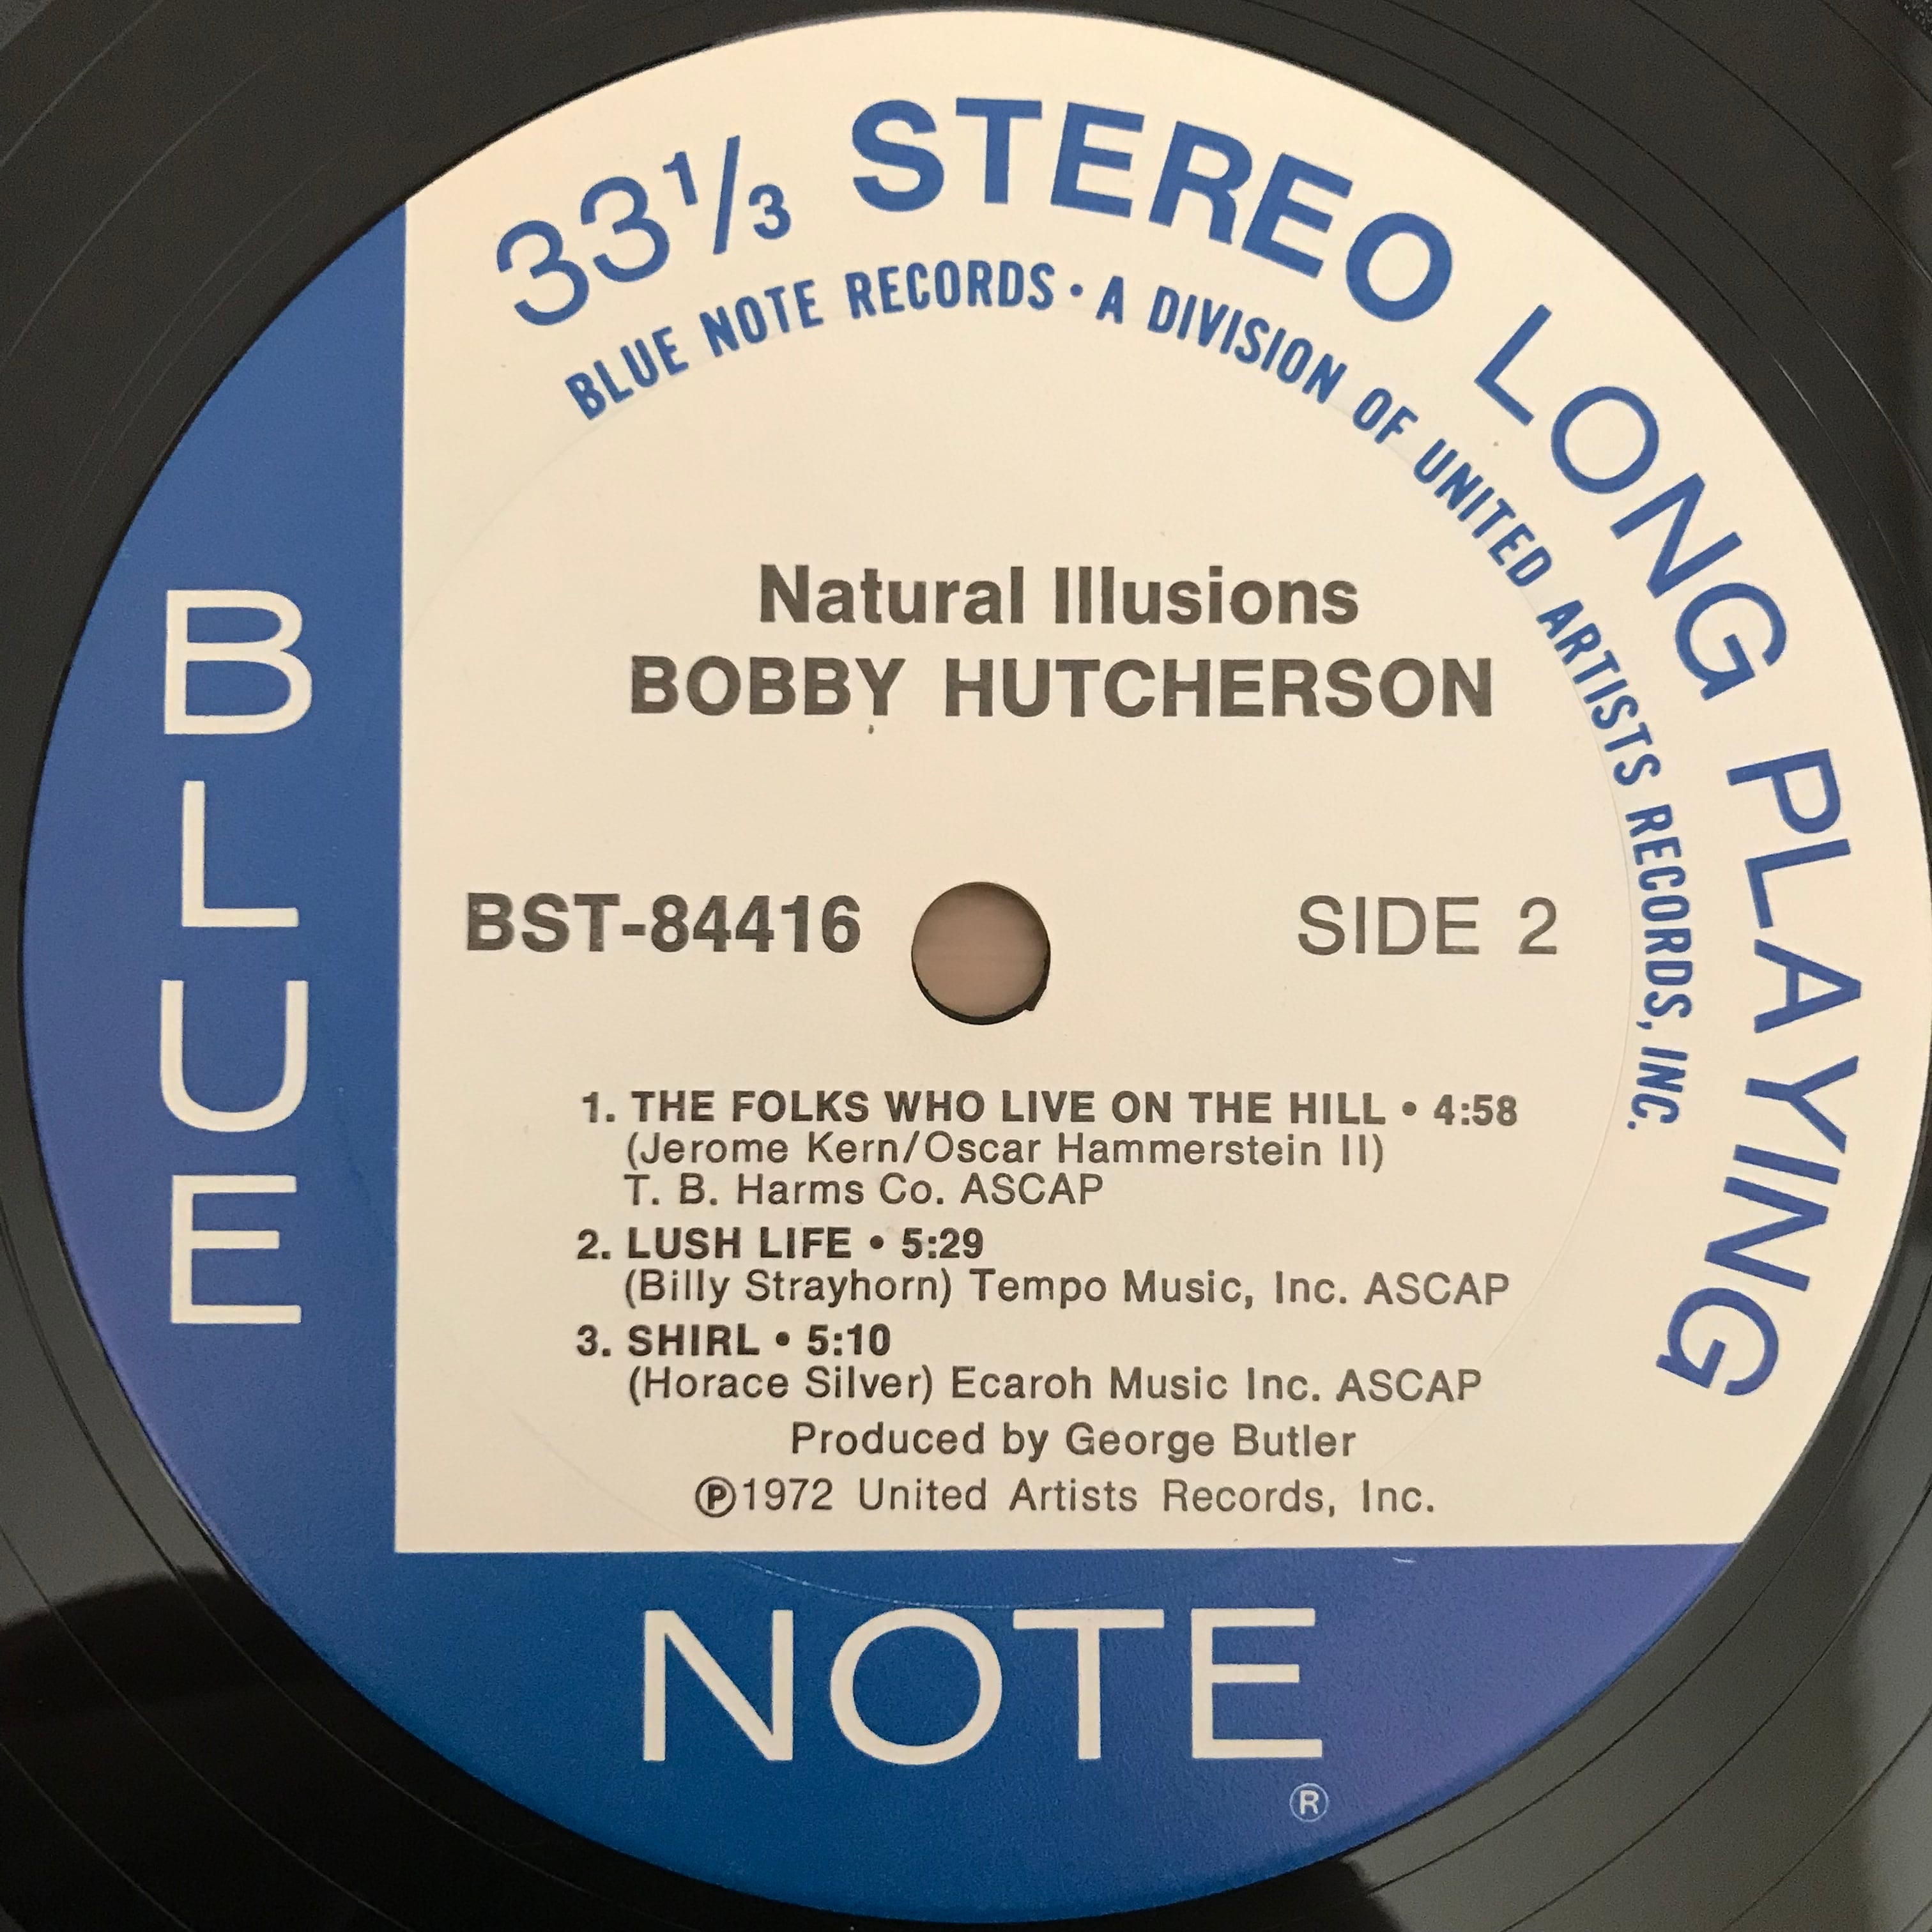 33⅓ STEREO LONG PLAYING
BLUE NOTE RECORDS • A DIVISION OF UNITED ARTISTS RECORDS, INC.
Natural Illusions
BOBBY HUTCHERSON
BST-84416
SIDE 2
1. THE FOLKS WHO LIVE ON THE HILL • 4:58
(Jerome Kern/Oscar Hammerstein II)
T. B. Harms Co. ASCAP
2. LUSH LIFE • 5:29
(Billy Strayhorn) Tempo Music, Inc. ASCAP
3. SHIRL • 5:10
(Horace Silver) Ecaroh Music Inc. ASCAP
Produced by George Butler
℗1972 United Artists Records, Inc.
BLUE
NOTE
®